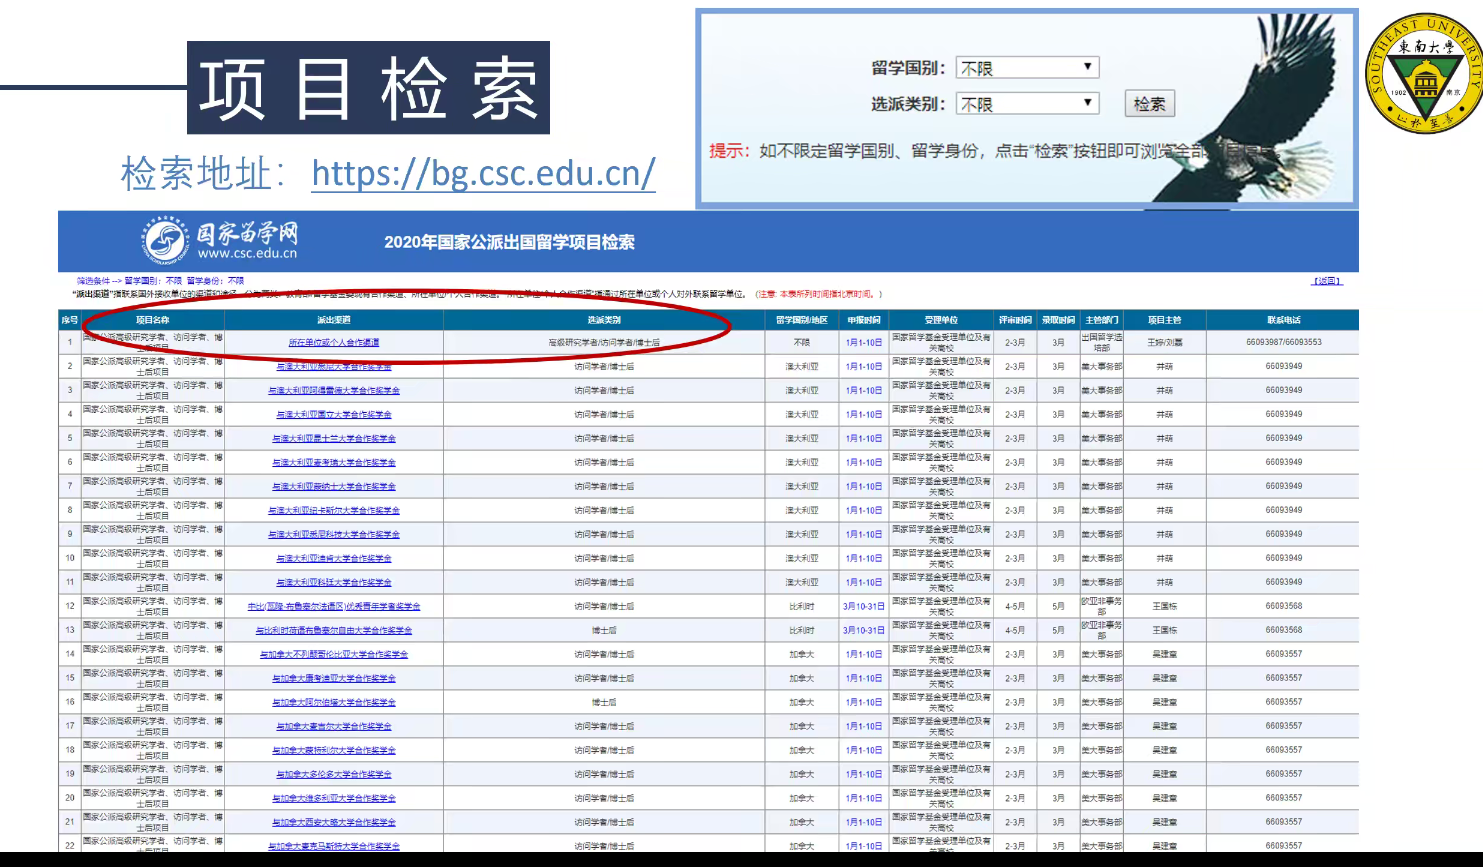 项目检索
检索地址：https://bg.csc.edu.cn/
留学国别：不限
选派类别：不限 检索
提示：如不限定留学国别、留学身份，点击“检索”按钮即可浏览全部
SOUTHEAST UNIVERSITY
東南大學
1902 南京
国家留学网
www.csc.edu.cn
2020年国家公派出国留学项目检索
筛选条件 --> 留学国别：不限 留学身份：不限
【返回】
(注意: 本表所列时间指北京时间。)
序号 项目名称 派出渠道 选派类别 留学国别/地区 申报时间 受理单位 评审时间 录取时间 主管部门 项目主管 联系电话
1 国家公派高级研究学者、访问学者、博士后项目 所在单位或个人合作渠道 高级研究学者/访问学者/博士后 不限 1月1-10日 国家留学基金受理单位及有关高校 2-3月 3月 出国留学选培部 王婷/刘嘉 66093987/66093553
2 国家公派高级研究学者、访问学者、博士后项目 与澳大利亚悉尼大学合作奖学金 访问学者/博士后 澳大利亚 1月1-10日 国家留学基金受理单位及有关高校 2-3月 3月 美大事务部 井萌 66093949
3 国家公派高级研究学者、访问学者、博士后项目 与澳大利亚阿得雷德大学合作奖学金 访问学者/博士后 澳大利亚 1月1-10日 国家留学基金受理单位及有关高校 2-3月 3月 美大事务部 井萌 66093949
4 国家公派高级研究学者、访问学者、博士后项目 与澳大利亚国立大学合作奖学金 访问学者/博士后 澳大利亚 1月1-10日 国家留学基金受理单位及有关高校 2-3月 3月 美大事务部 井萌 66093949
5 国家公派高级研究学者、访问学者、博士后项目 与澳大利亚昆士兰大学合作奖学金 访问学者/博士后 澳大利亚 1月1-10日 国家留学基金受理单位及有关高校 2-3月 3月 美大事务部 井萌 66093949
6 国家公派高级研究学者、访问学者、博士后项目 与澳大利亚麦考瑞大学合作奖学金 访问学者/博士后 澳大利亚 1月1-10日 国家留学基金受理单位及有关高校 2-3月 3月 美大事务部 井萌 66093949
7 国家公派高级研究学者、访问学者、博士后项目 与澳大利亚蒙纳士大学合作奖学金 访问学者/博士后 澳大利亚 1月1-10日 国家留学基金受理单位及有关高校 2-3月 3月 美大事务部 井萌 66093949
8 国家公派高级研究学者、访问学者、博士后项目 与澳大利亚纽卡斯尔大学合作奖学金 访问学者/博士后 澳大利亚 1月1-10日 国家留学基金受理单位及有关高校 2-3月 3月 美大事务部 井萌 66093949
9 国家公派高级研究学者、访问学者、博士后项目 与澳大利亚悉尼科技大学合作奖学金 访问学者/博士后 澳大利亚 1月1-10日 国家留学基金受理单位及有关高校 2-3月 3月 美大事务部 井萌 66093949
10 国家公派高级研究学者、访问学者、博士后项目 与澳大利亚迪肯大学合作奖学金 访问学者/博士后 澳大利亚 1月1-10日 国家留学基金受理单位及有关高校 2-3月 3月 美大事务部 井萌 66093949
11 国家公派高级研究学者、访问学者、博士后项目 与澳大利亚科廷大学合作奖学金 访问学者/博士后 澳大利亚 1月1-10日 国家留学基金受理单位及有关高校 2-3月 3月 美大事务部 井萌 66093949
12 国家公派高级研究学者、访问学者、博士后项目 中比(瓦隆-布鲁塞尔法语区)优秀青年学者奖学金 访问学者/博士后 比利时 3月10-31日 国家留学基金受理单位及有关高校 4-5月 5月 欧亚非事务部 王国栋 66093568
13 国家公派高级研究学者、访问学者、博士后项目 与比利时荷语布鲁塞尔自由大学合作奖学金 博士后 比利时 3月10-31日 国家留学基金受理单位及有关高校 4-5月 5月 欧亚非事务部 王国栋 66093568
14 国家公派高级研究学者、访问学者、博士后项目 与加拿大不列颠哥伦比亚大学合作奖学金 访问学者/博士后 加拿大 1月1-10日 国家留学基金受理单位及有关高校 2-3月 3月 美大事务部 吴建童 66093557
15 国家公派高级研究学者、访问学者、博士后项目 与加拿大康考迪亚大学合作奖学金 访问学者/博士后 加拿大 1月1-10日 国家留学基金受理单位及有关高校 2-3月 3月 美大事务部 吴建童 66093557
16 国家公派高级研究学者、访问学者、博士后项目 与加拿大阿尔伯塔大学合作奖学金 博士后 加拿大 1月1-10日 国家留学基金受理单位及有关高校 2-3月 3月 美大事务部 吴建童 66093557
17 国家公派高级研究学者、访问学者、博士后项目 与加拿大麦吉尔大学合作奖学金 访问学者/博士后 加拿大 1月1-10日 国家留学基金受理单位及有关高校 2-3月 3月 美大事务部 吴建童 66093557
18 国家公派高级研究学者、访问学者、博士后项目 与加拿大蒙特利尔大学合作奖学金 访问学者/博士后 加拿大 1月1-10日 国家留学基金受理单位及有关高校 2-3月 3月 美大事务部 吴建童 66093557
19 国家公派高级研究学者、访问学者、博士后项目 与加拿大多伦多大学合作奖学金 访问学者/博士后 加拿大 1月1-10日 国家留学基金受理单位及有关高校 2-3月 3月 美大事务部 吴建童 66093557
20 国家公派高级研究学者、访问学者、博士后项目 与加拿大维多利亚大学合作奖学金 访问学者/博士后 加拿大 1月1-10日 国家留学基金受理单位及有关高校 2-3月 3月 美大事务部 吴建童 66093557
21 国家公派高级研究学者、访问学者、博士后项目 与加拿大西安大略大学合作奖学金 访问学者/博士后 加拿大 1月1-10日 国家留学基金受理单位及有关高校 2-3月 3月 美大事务部 吴建童 66093557
22 国家公派高级研究学者、访问学者、博士后项目 与加拿大麦克马斯特大学合作奖学金 访问学者/博士后 加拿大 1月1-10日 国家留学基金受理单位及有关高校 2-3月 3月 美大事务部 吴建童 66093557